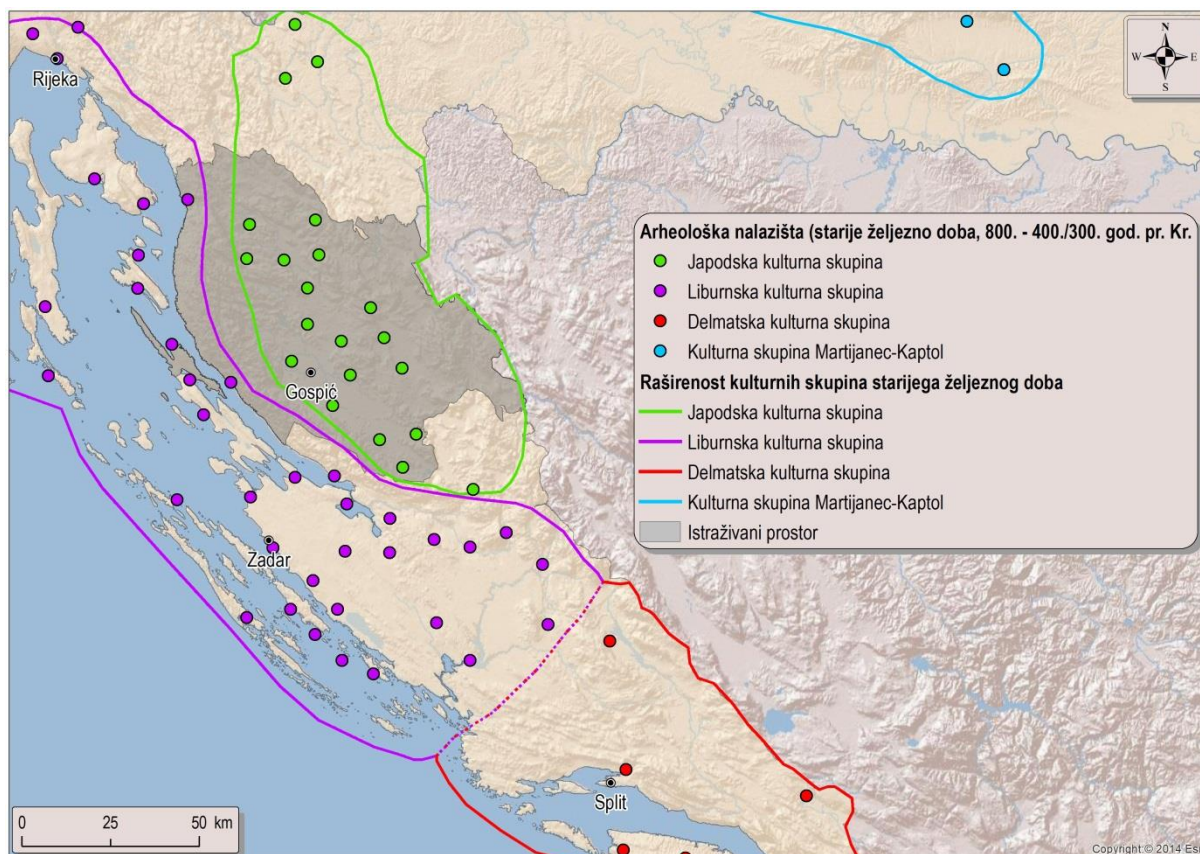 Rijeka
N
W E
S
Arheološka nalazišta (starije željezno doba, 800. - 400./300. god. pr. Kr.
Japodska kulturna skupina
Liburnska kulturna skupina
Delmatska kulturna skupina
Kulturna skupina Martijanec-Kaptol
Raširenost kulturnih skupina starijega željeznog doba
Japodska kulturna skupina
Liburnska kulturna skupina
Delmatska kulturna skupina
Kulturna skupina Martijanec-Kaptol
Istraživani prostor
Gospić
Zadar
Split
0 25 50 km
Copyright:© 2014 Es